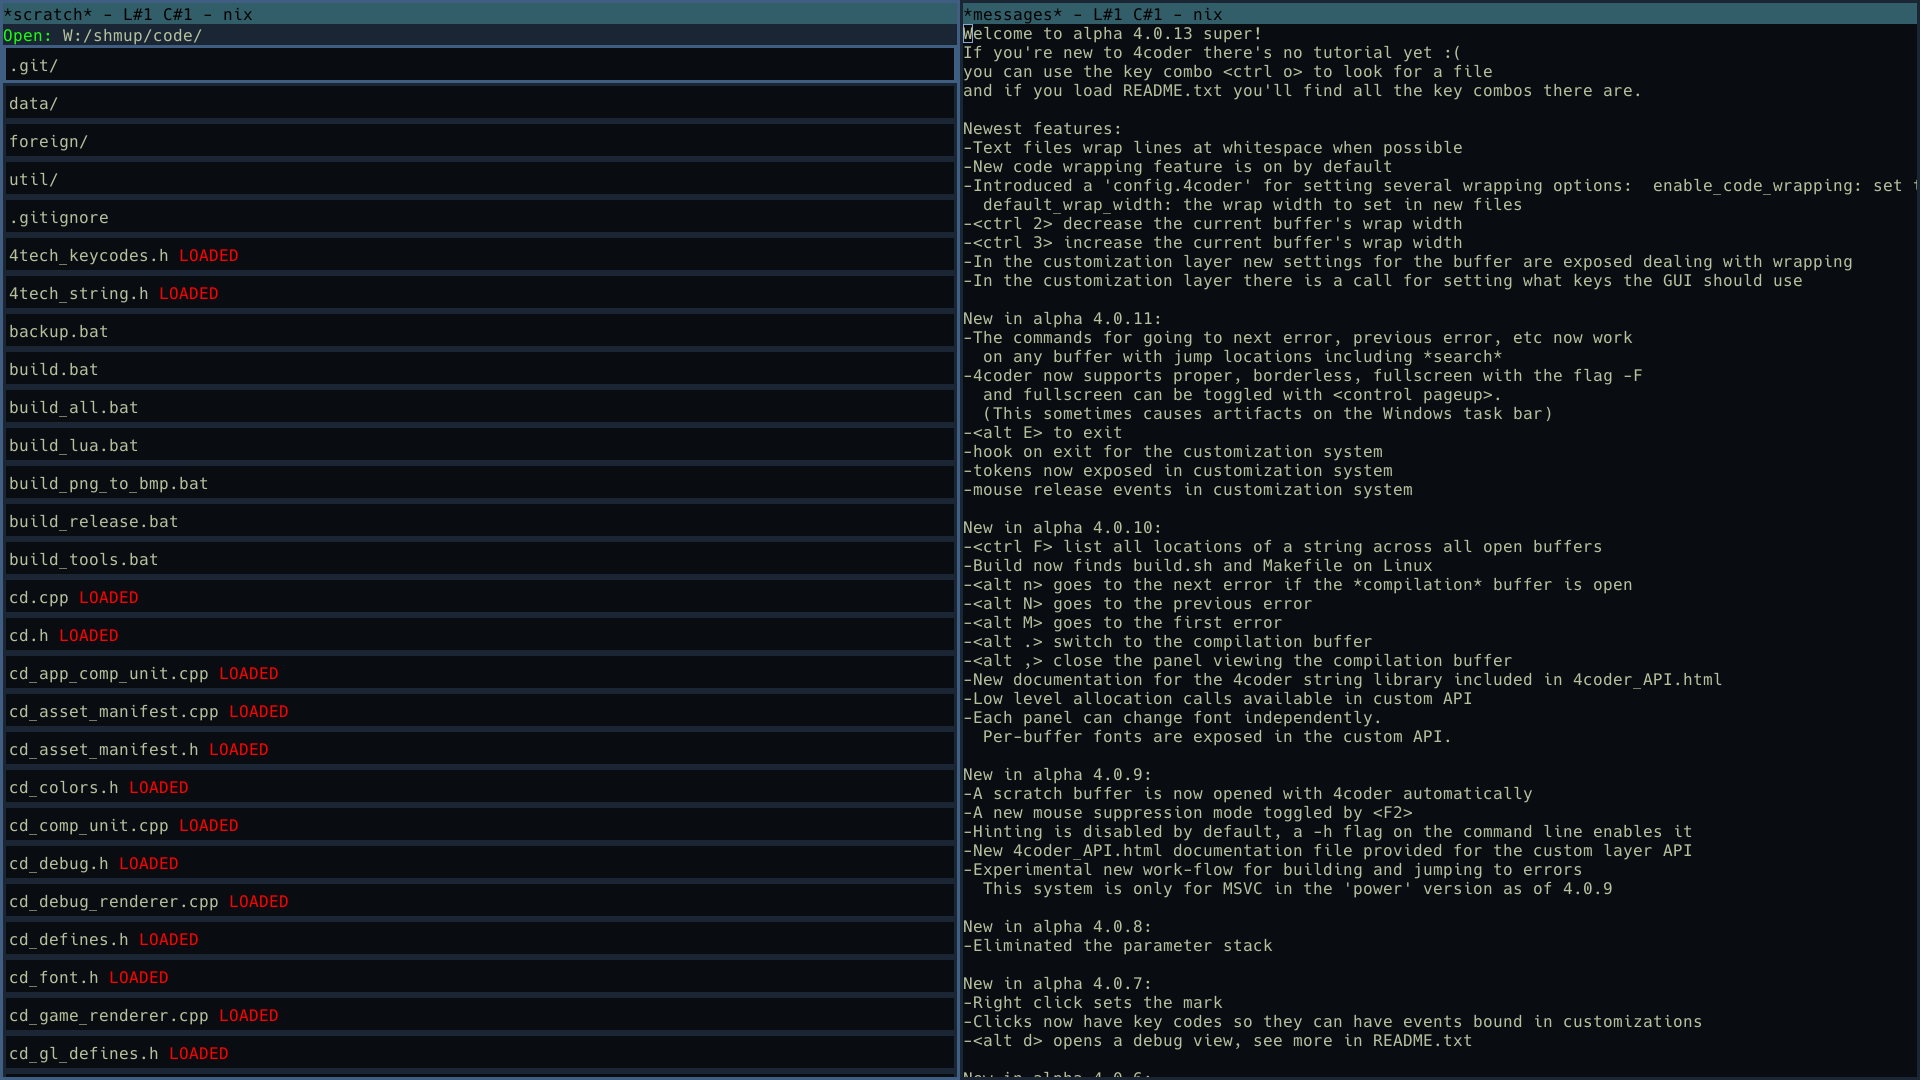 *scratch* - L#1 C#1 - nix
Open: W:/shmup/code/
.git/
data/
foreign/
util/
.gitignore
4tech_keycodes.h LOADED
4tech_string.h LOADED
backup.bat
build.bat
build_all.bat
build_lua.bat
build_png_to_bmp.bat
build_release.bat
build_tools.bat
cd.cpp LOADED
cd.h LOADED
cd_app_comp_unit.cpp LOADED
cd_asset_manifest.cpp LOADED
cd_asset_manifest.h LOADED
cd_colors.h LOADED
cd_comp_unit.cpp LOADED
cd_debug.h LOADED
cd_debug_renderer.cpp LOADED
cd_defines.h LOADED
cd_font.h LOADED
cd_game_renderer.cpp LOADED
cd_gl_defines.h LOADED
*messages* - L#1 C#1 - nix
Welcome to alpha 4.0.13 super!
If you're new to 4coder there's no tutorial yet :(
you can use the key combo <ctrl o> to look for a file
and if you load README.txt you'll find all the key combos there are.
Newest features:
-Text files wrap lines at whitespace when possible
-New code wrapping feature is on by default
-Introduced a 'config.4coder' for setting several wrapping options:  enable_code_wrapping: set
default_wrap_width: the wrap width to set in new files
-<ctrl 2> decrease the current buffer's wrap width
-<ctrl 3> increase the current buffer's wrap width
-In the customization layer new settings for the buffer are exposed dealing with wrapping
-In the customization layer there is a call for setting what keys the GUI should use
New in alpha 4.0.11:
-The commands for going to next error, previous error, etc now work
on any buffer with jump locations including *search*
-4coder now supports proper, borderless, fullscreen with the flag -F
and fullscreen can be toggled with <control pageup>.
(This sometimes causes artifacts on the Windows task bar)
-<alt E> to exit
-hook on exit for the customization system
-tokens now exposed in customization system
-mouse release events in customization system
New in alpha 4.0.10:
-<ctrl F> list all locations of a string across all open buffers
-Build now finds build.sh and Makefile on Linux
-<alt n> goes to the next error if the *compilation* buffer is open
-<alt N> goes to the previous error
-<alt M> goes to the first error
-<alt .> switch to the compilation buffer
-<alt ,> close the panel viewing the compilation buffer
-New documentation for the 4coder string library included in 4coder_API.html
-Low level allocation calls available in custom API
-Each panel can change font independently.
Per-buffer fonts are exposed in the custom API.
New in alpha 4.0.9:
-A scratch buffer is now opened with 4coder automatically
-A new mouse suppression mode toggled by <F2>
-Hinting is disabled by default, a -h flag on the command line enables it
-New 4coder_API.html documentation file provided for the custom layer API
-Experimental new work-flow for building and jumping to errors
This system is only for MSVC in the 'power' version as of 4.0.9
New in alpha 4.0.8:
-Eliminated the parameter stack
New in alpha 4.0.7:
-Right click sets the mark
-Clicks now have key codes so they can have events bound in customizations
-<alt d> opens a debug view, see more in README.txt
New in alpha 4.0.6: